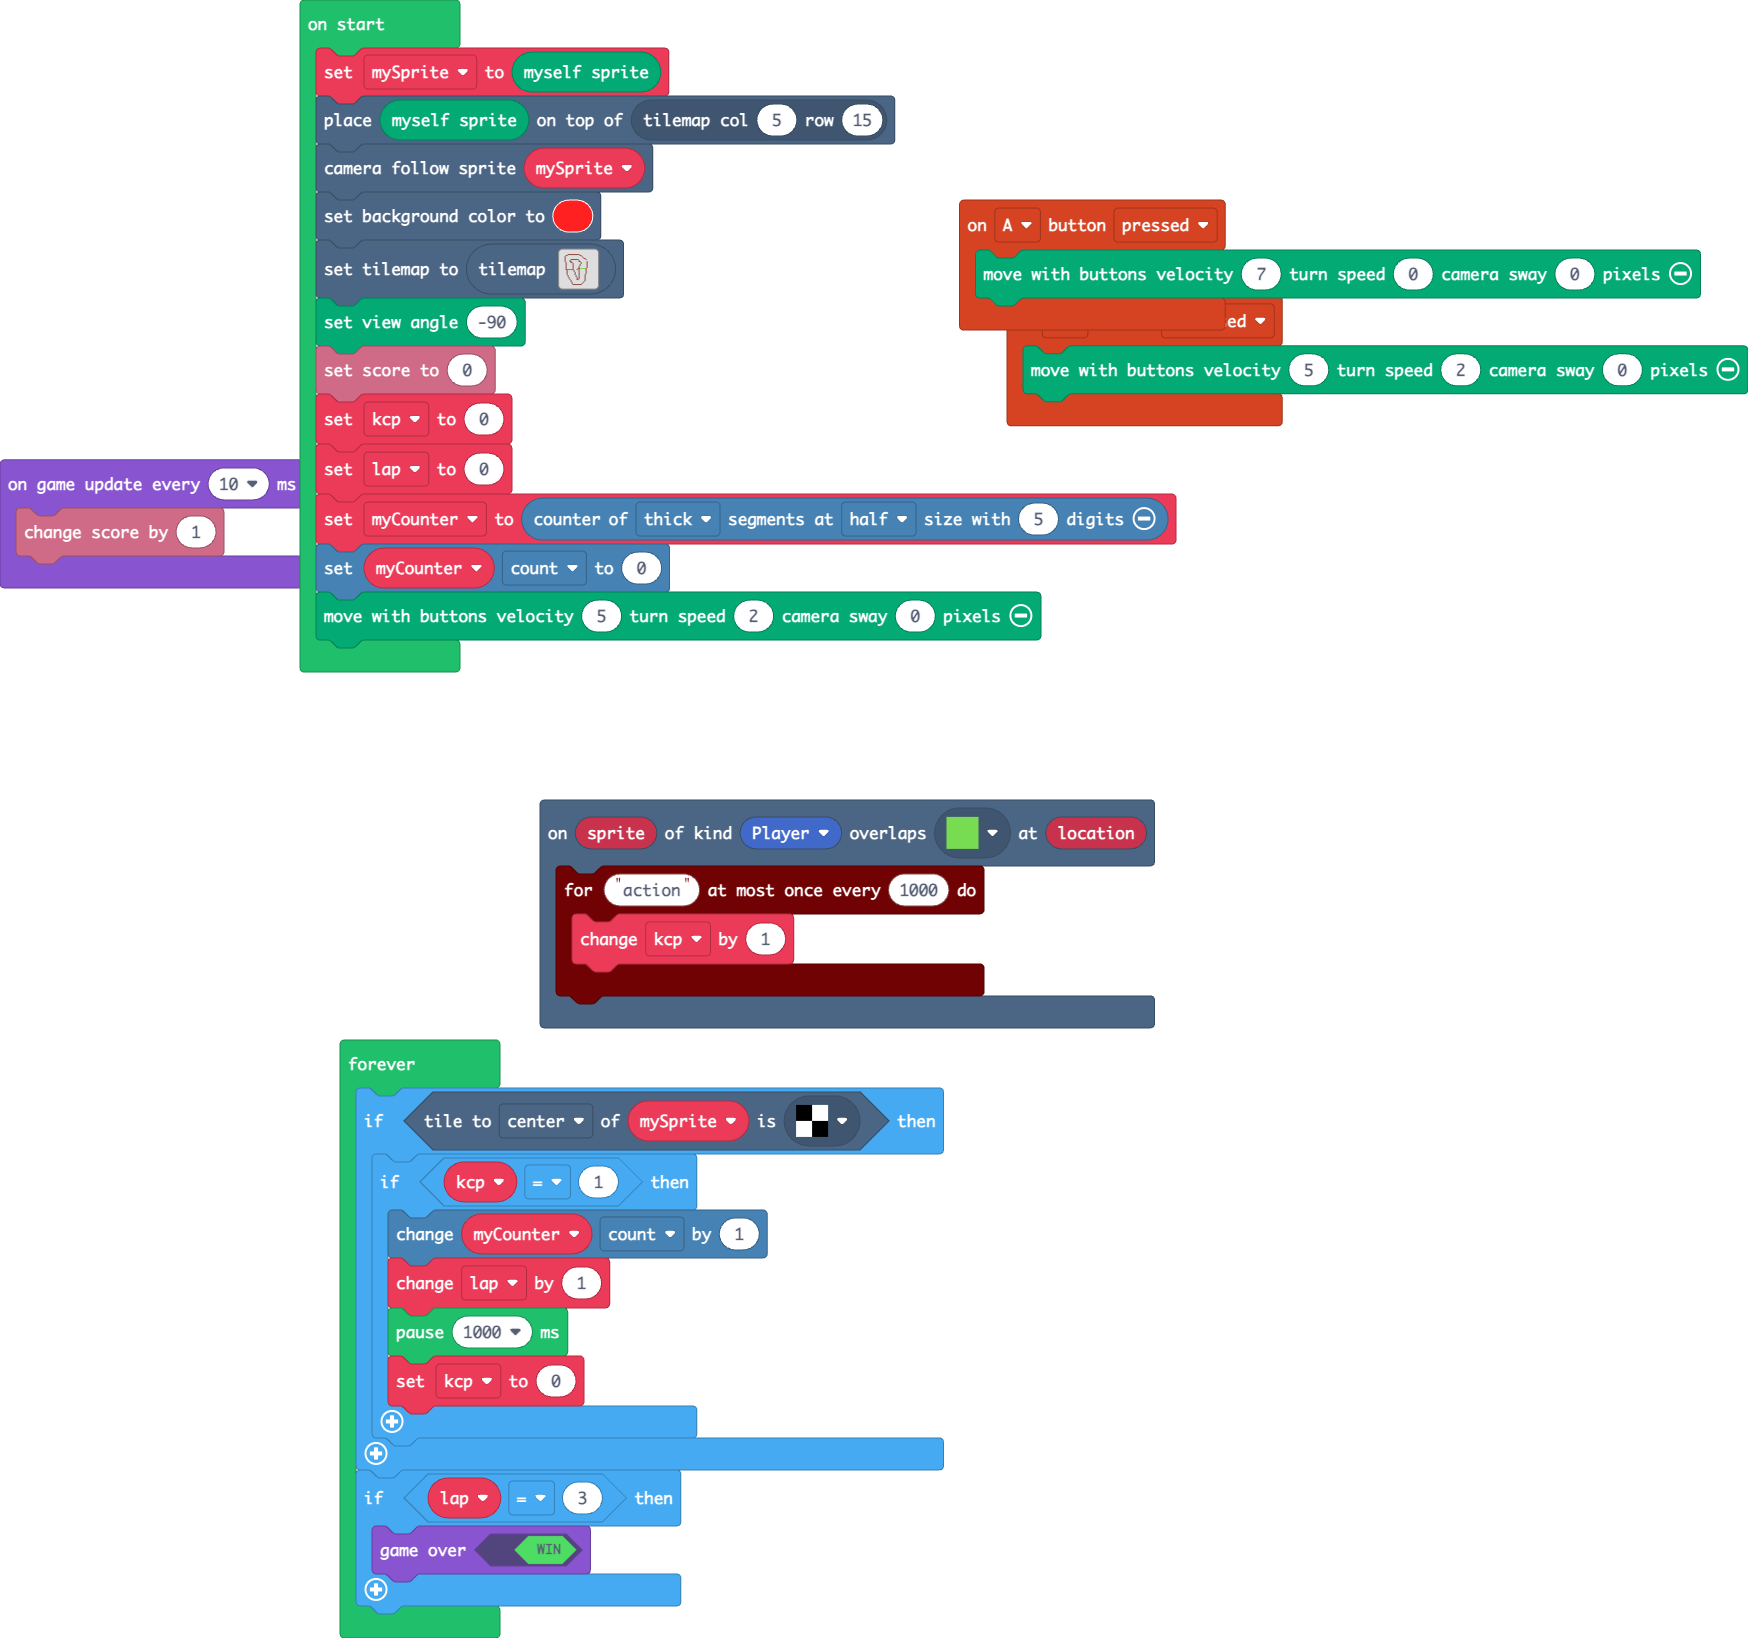 on start
set mySprite to myself sprite
place myself sprite on top of tilemap col 5 row 15
camera follow sprite mySprite
set background color to
set tilemap to tilemap
set view angle -90
set score to 0
set kcp to 0
set lap to 0
set myCounter to counter of thick segments at half size with 5 digits
set myCounter count to 0
move with buttons velocity 5 turn speed 2 camera sway 0 pixels
on game update every 10 ms
change score by 1
on A button pressed
move with buttons velocity 7 turn speed 0 camera sway 0 pixels
ed
move with buttons velocity 5 turn speed 2 camera sway 0 pixels
on sprite of kind Player overlaps at location
for "action" at most once every 1000 do
change kcp by 1
forever
if tile to center of mySprite is then
if kcp = 1 then
change myCounter count by 1
change lap by 1
pause 1000 ms
set kcp to 0
if lap = 3 then
game over WIN